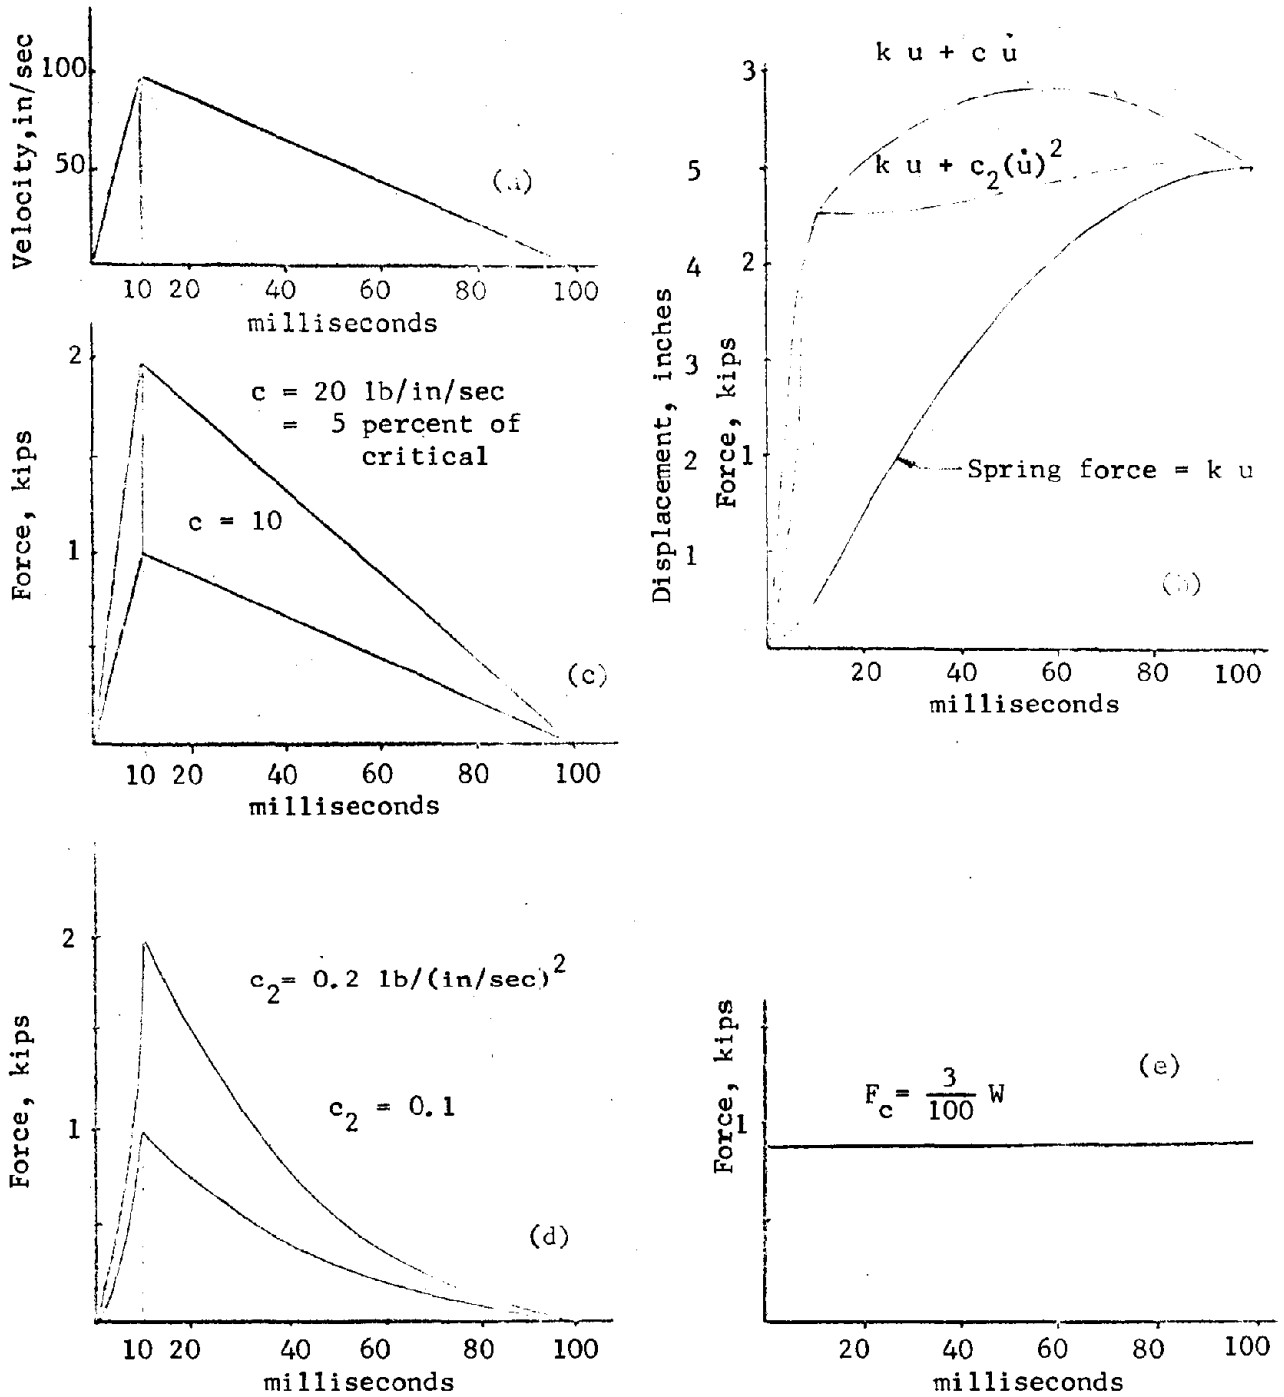 Velocity, in/sec
100
50
(a)
10 20 40 60 80 100
milliseconds
k u + c u̇
k u + c₂(u̇)²
Displacement, inches
5
4
3
2
1
Force, kips
3
2
1
Spring force = k u
20 40 60 80 100
milliseconds
Force, kips
2
1
c = 20 lb/in/sec
= 5 percent of
critical
c = 10
(c)
10 20 40 60 80 100
milliseconds
Force, kips
2
1
c₂= 0.2 lb/(in/sec)²
c₂ = 0.1
(d)
10 20 40 60 80 100
milliseconds
Force, kips
1
F_c = 3/100 W
(e)
20 40 60 80 100
milliseconds